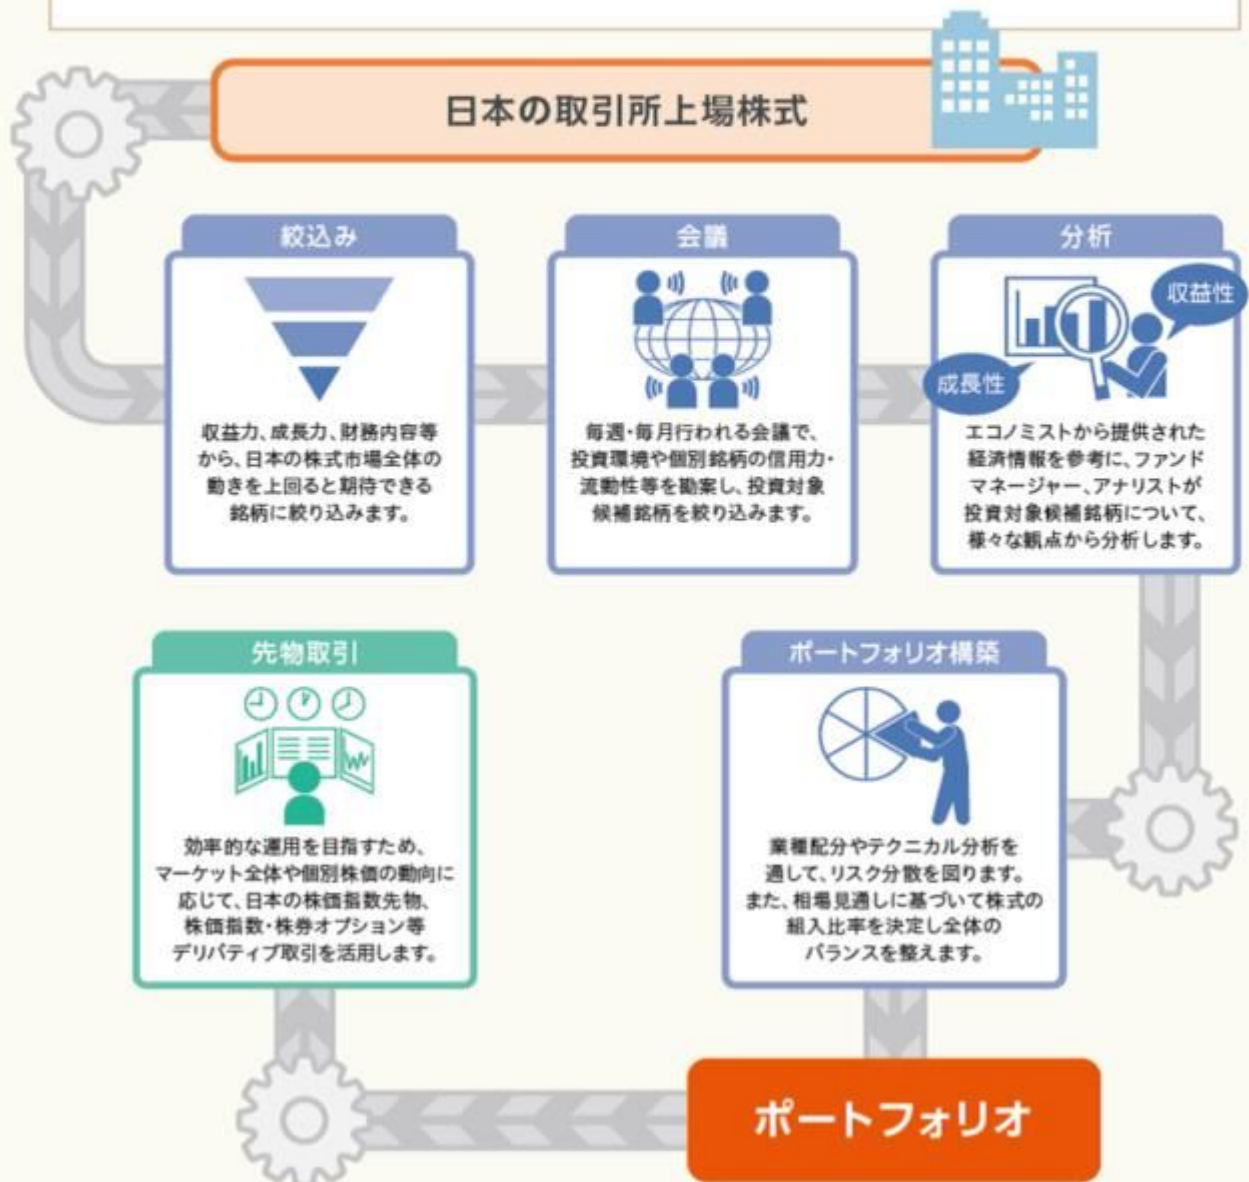 日本の取引所上場株式
絞込み
収益力、成長力、財務内容等
から、日本の株式市場全体の
動きを上回ると期待できる
銘柄に絞り込みます。
会議
毎週・毎月行われる会議で、
投資環境や個別銘柄の信用力・
流動性等を勘案し、投資対象
候補銘柄を絞り込みます。
分析
収益性
成長性
エコノミストから提供された
経済情報を参考に、ファンド
マネージャー、アナリストが
投資対象候補銘柄について、
様々な観点から分析します。
先物取引
効率的な運用を目指すため、
マーケット全体や個別株価の動向に
応じて、日本の株価指数先物、
株価指数・株券オプション等
デリバティブ取引を活用します。
ポートフォリオ構築
業種配分やテクニカル分析を
通して、リスク分散を図ります。
また、相場見通しに基づいて株式の
組入比率を決定し全体の
バランスを整えます。
ポートフォリオ